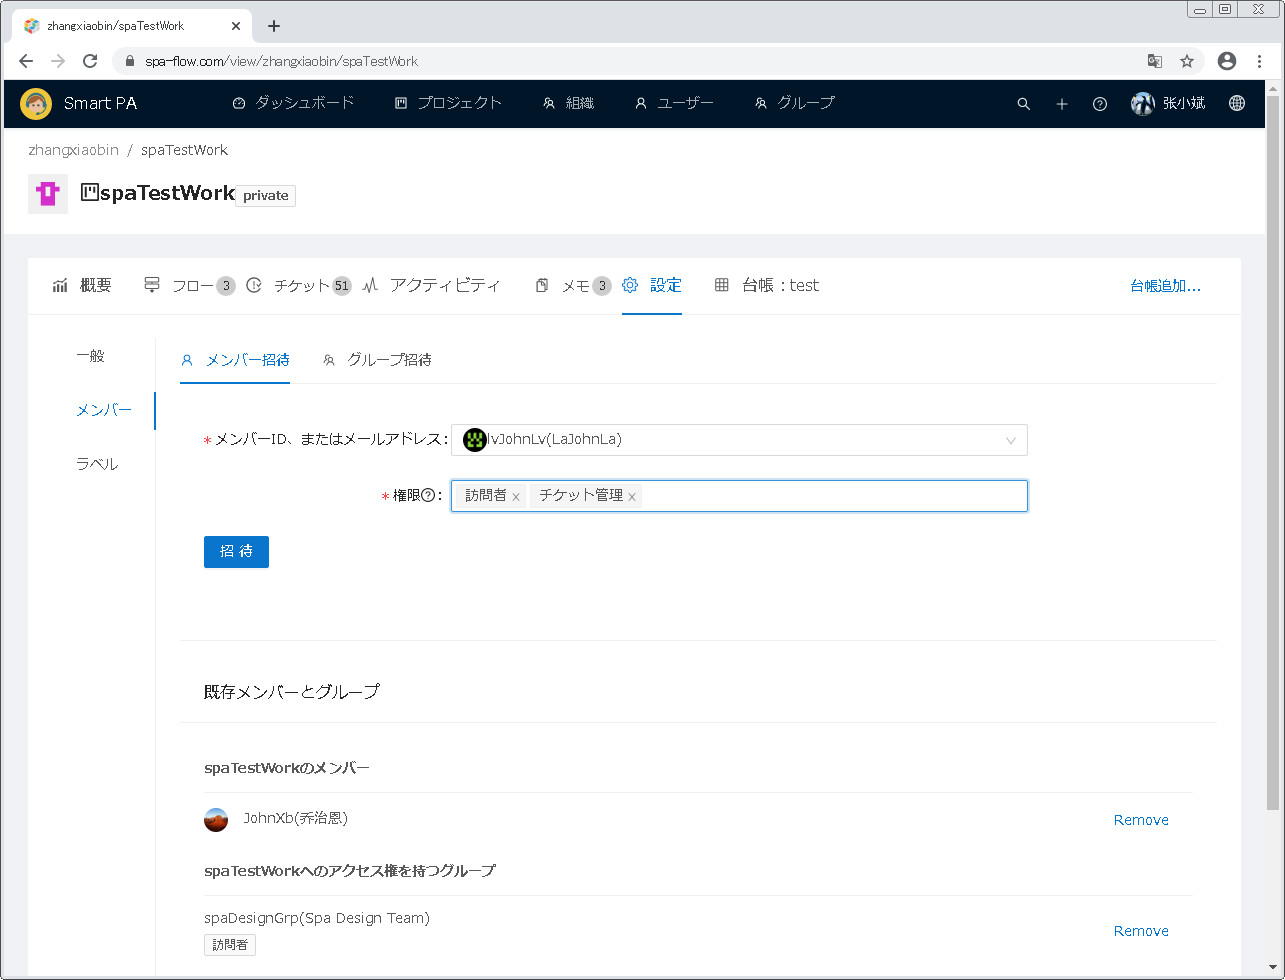 zhangxiaobin/spaTestWork
spa-flow.com/view/zhangxiaobin/spaTestWork
Smart PA ダッシュボード プロジェクト 組織 ユーザー グループ 张小斌
zhangxiaobin / spaTestWork
spaTestWork private
概要 フロー 3 チケット 51 アクティビティ メモ 3 設定 台帳：test 台帳追加...
一般
メンバー
ラベル
メンバー招待 グループ招待
* メンバーID、またはメールアドレス: lvJohnLv(LaJohnLa)
* 権限: 訪問者 x チケット管理 x
招 待
既存メンバーとグループ
spaTestWorkのメンバー
JohnXb(乔治恩) Remove
spaTestWorkへのアクセス権を持つグループ
spaDesignGrp(Spa Design Team)
訪問者
Remove